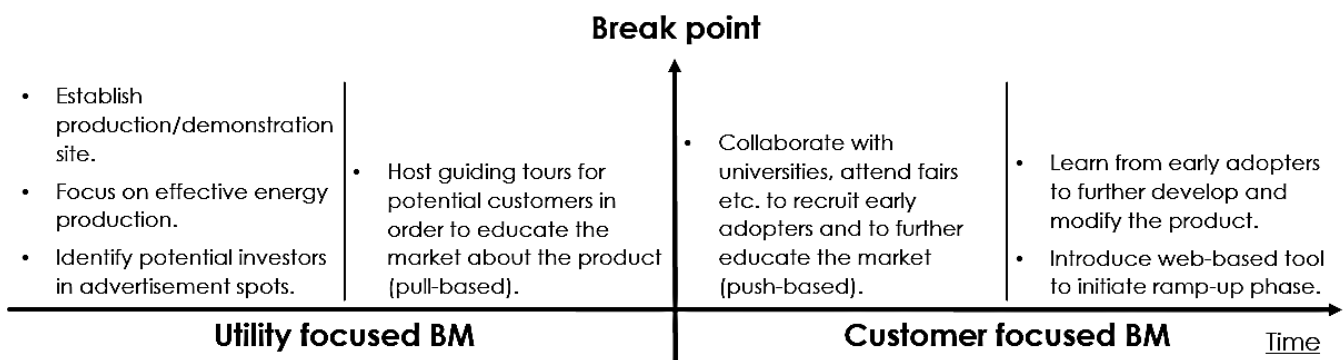 Break point
• Establish
production/demonstration
site.
• Focus on effective energy
production.
• Identify potential investors
in advertisement spots.
• Host guiding tours for
potential customers in
order to educate the
market about the product
(pull-based).
• Collaborate with
universities, attend fairs
etc. to recruit early
adopters and to further
educate the market
(push-based).
• Learn from early adopters
to further develop and
modify the product.
• Introduce web-based tool
to initiate ramp-up phase.
Utility focused BM
Customer focused BM
Time